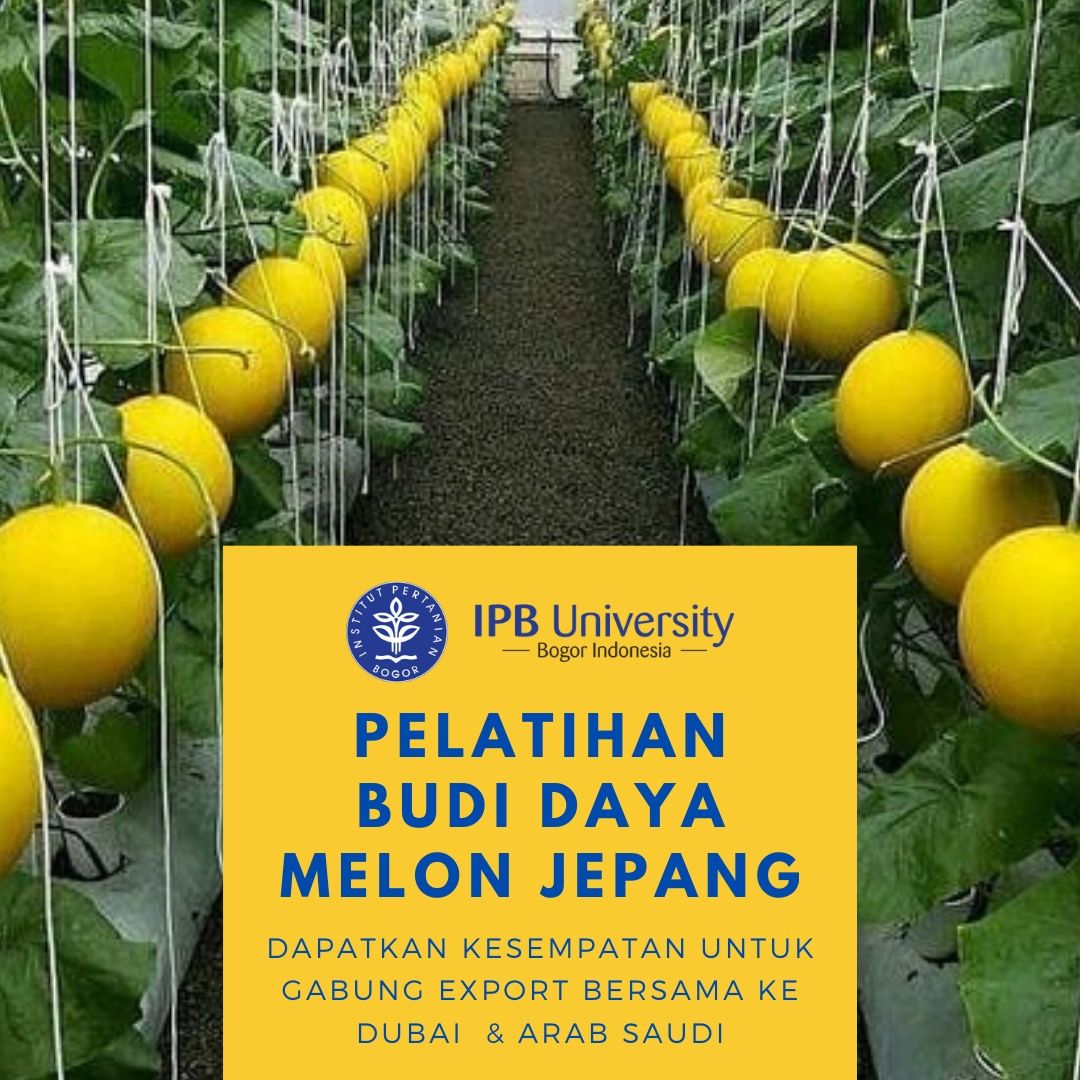 INSTITUT PERTANIAN
BOGOR
IPB University
Bogor Indonesia
PELATIHAN
BUDI DAYA
MELON JEPANG
DAPATKAN KESEMPATAN UNTUK
GABUNG EXPORT BERSAMA KE
DUBAI & ARAB SAUDI